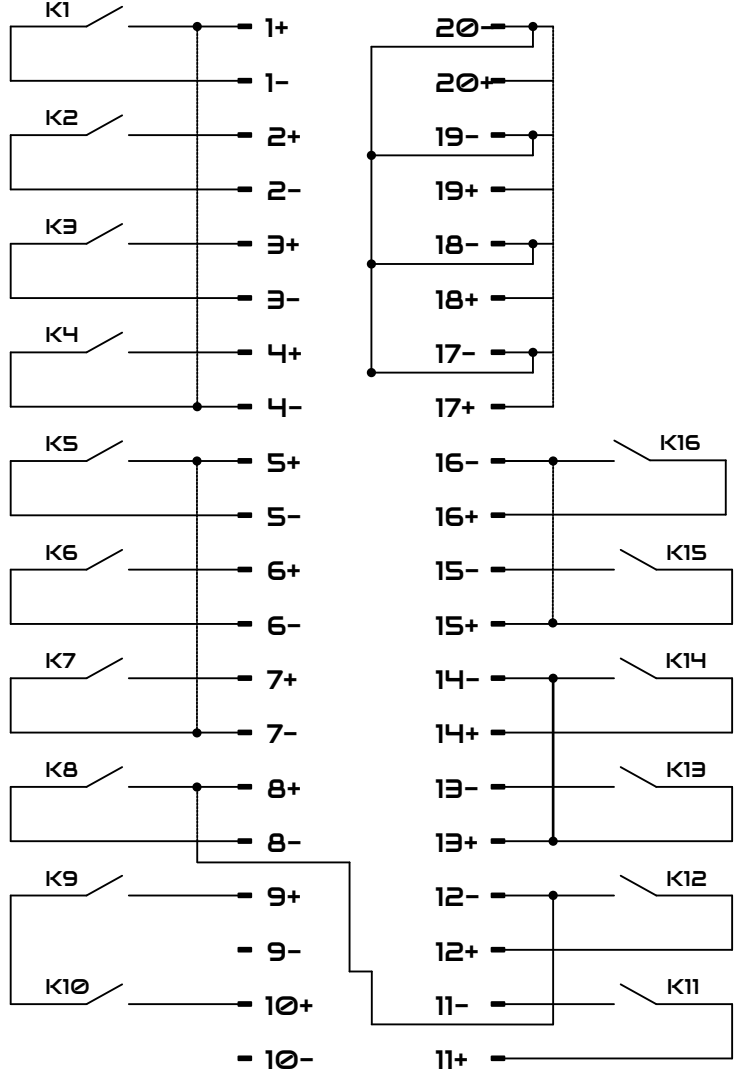 K1
1+
20-
1-
20+
K2
2+
19-
2-
19+
K3
3+
18-
3-
18+
K4
4+
17-
4-
17+
K5
5+
16-
K16
5-
16+
K6
6+
15-
K15
6-
15+
K7
7+
14-
K14
7-
14+
K8
8+
13-
K13
8-
13+
K9
9+
12-
K12
9-
12+
K10
10+
11-
K11
10-
11+